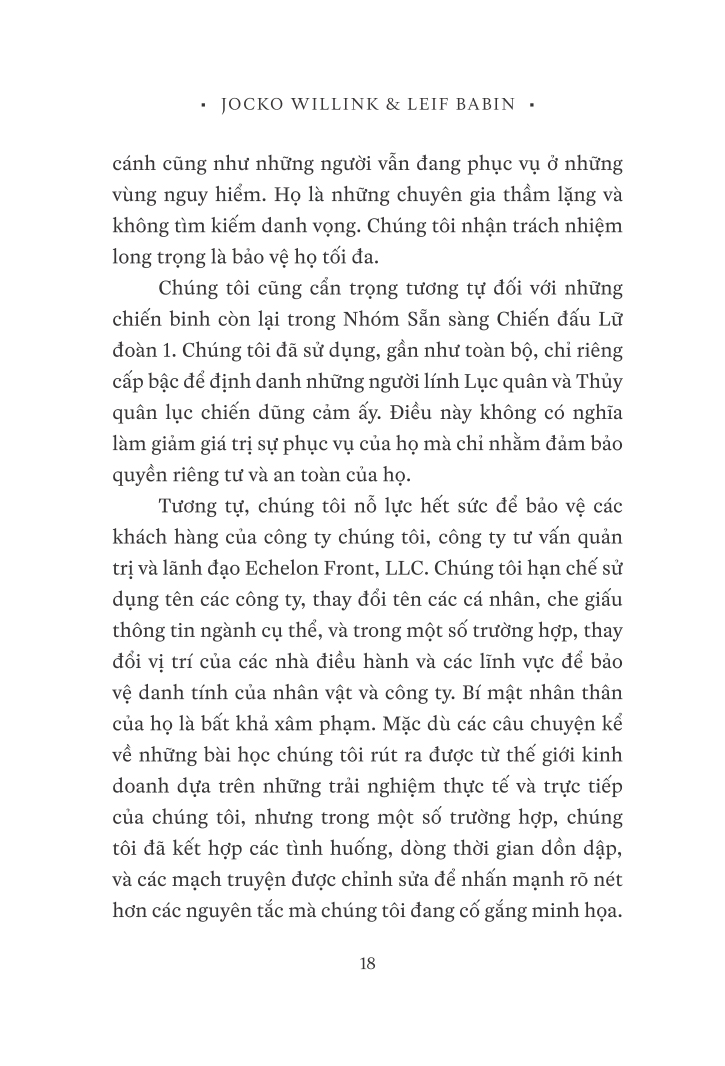 ▪ JOCKO WILLINK & LEIF BABIN ▪
cánh cũng như những người vẫn đang phục vụ ở những
vùng nguy hiểm. Họ là những chuyên gia thầm lặng và
không tìm kiếm danh vọng. Chúng tôi nhận trách nhiệm
long trọng là bảo vệ họ tối đa.
Chúng tôi cũng cẩn trọng tương tự đối với những
chiến binh còn lại trong Nhóm Sẵn sàng Chiến đấu Lữ
đoàn 1. Chúng tôi đã sử dụng, gần như toàn bộ, chỉ riêng
cấp bậc để định danh những người lính Lục quân và Thủy
quân lục chiến dũng cảm ấy. Điều này không có nghĩa
làm giảm giá trị sự phục vụ của họ mà chỉ nhằm đảm bảo
quyền riêng tư và an toàn của họ.
Tương tự, chúng tôi nỗ lực hết sức để bảo vệ các
khách hàng của công ty chúng tôi, công ty tư vấn quản
trị và lãnh đạo Echelon Front, LLC. Chúng tôi hạn chế sử
dụng tên các công ty, thay đổi tên các cá nhân, che giấu
thông tin ngành cụ thể, và trong một số trường hợp, thay
đổi vị trí của các nhà điều hành và các lĩnh vực để bảo
vệ danh tính của nhân vật và công ty. Bí mật nhân thân
của họ là bất khả xâm phạm. Mặc dù các câu chuyện kể
về những bài học chúng tôi rút ra được từ thế giới kinh
doanh dựa trên những trải nghiệm thực tế và trực tiếp
của chúng tôi, nhưng trong một số trường hợp, chúng
tôi đã kết hợp các tình huống, dòng thời gian dồn dập,
và các mạch truyện được chỉnh sửa để nhấn mạnh rõ nét
hơn các nguyên tắc mà chúng tôi đang cố gắng minh họa.
18